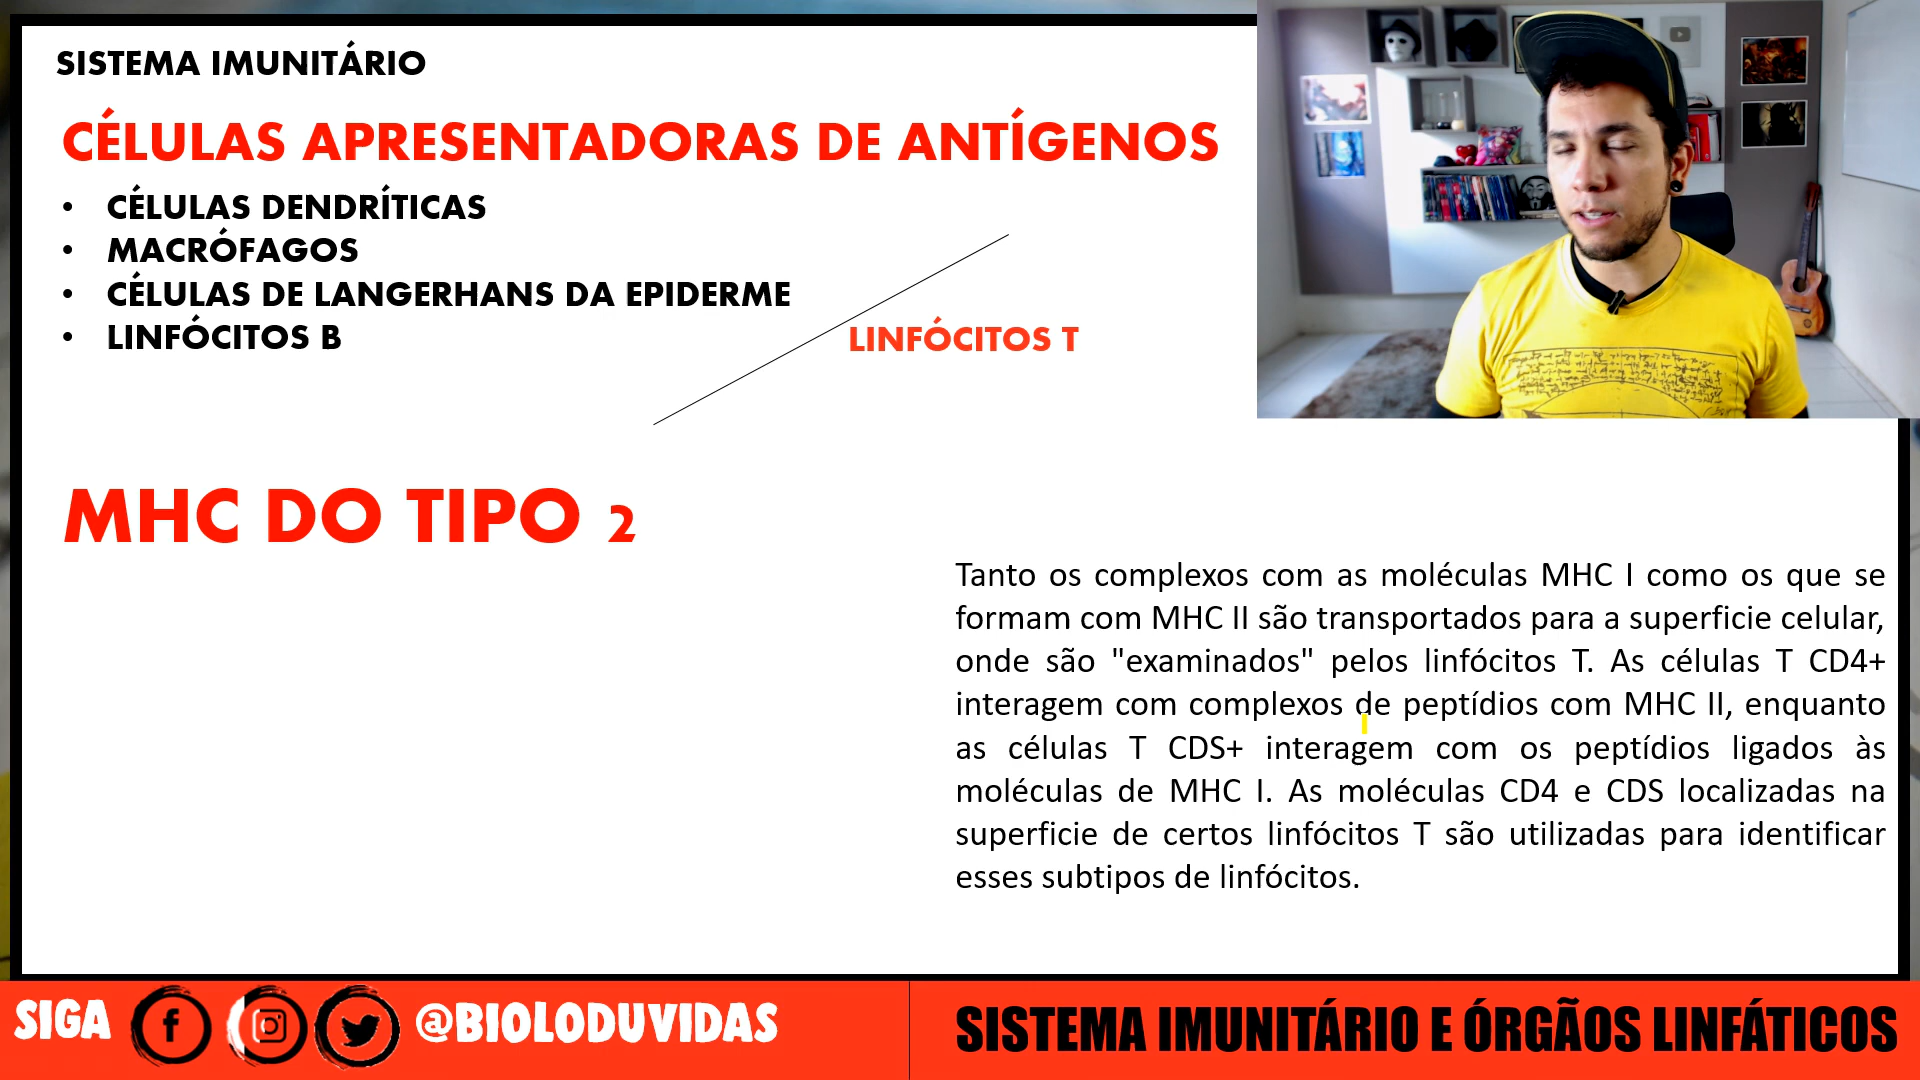 SISTEMA IMUNITÁRIO
CÉLULAS APRESENTADORAS DE ANTÍGENOS
• CÉLULAS DENDRÍTICAS
• MACRÓFAGOS
• CÉLULAS DE LANGERHANS DA EPIDERME
• LINFÓCITOS B
LINFÓCITOS T
MHC DO TIPO 2
Tanto os complexos com as moléculas MHC I como os que se
formam com MHC II são transportados para a superficie celular,
onde são "examinados" pelos linfócitos T. As células T CD4+
interagem com complexos de peptídios com MHC II, enquanto
as células T CDS+ interagem com os peptídios ligados às
moléculas de MHC I. As moléculas CD4 e CDS localizadas na
superficie de certos linfócitos T são utilizadas para identificar
esses subtipos de linfócitos.
SIGA @BIOLODUVIDAS
SISTEMA IMUNITÁRIO E ÓRGÃOS LINFÁTICOS